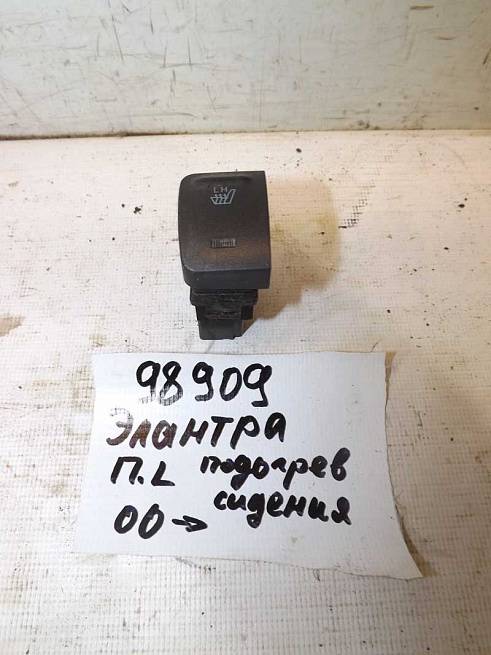 LH
98909
Элантра
П.L подогрев
сидения
00→